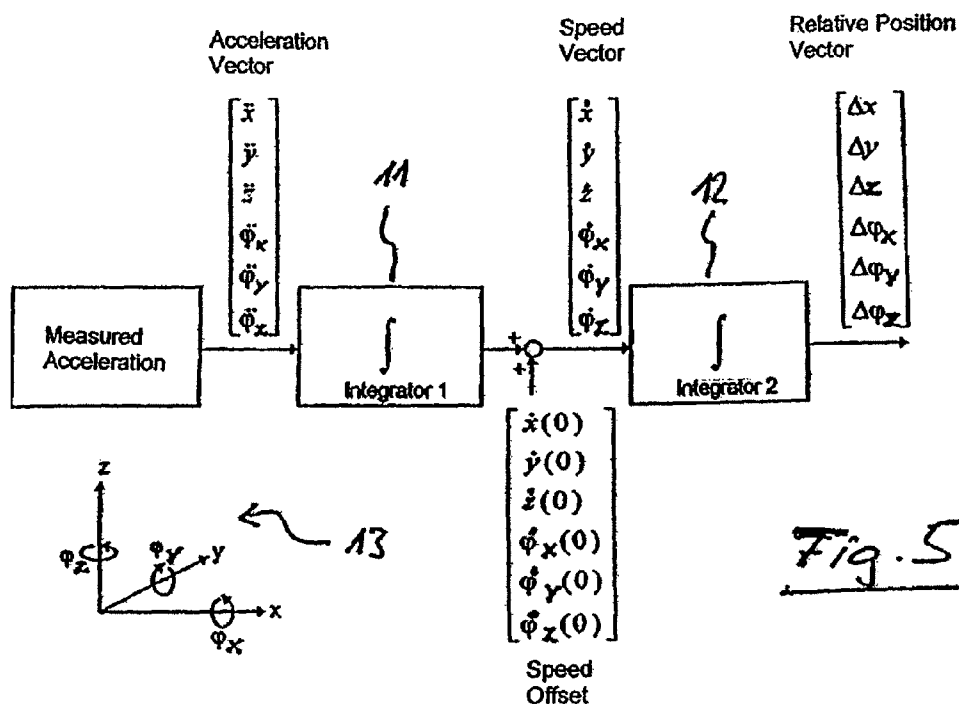 Acceleration
Vector
Speed
Vector
Relative Position
Vector
ẍ
ÿ
z̈
φ̈x
φ̈y
φ̈z
ẋ
ẏ
ż
φ̇x
φ̇y
φ̇z
Δx
Δy
Δz
Δφx
Δφy
Δφz
11
12
Measured
Acceleration
∫
Integrator 1
+
+
∫
Integrator 2
ẋ(0)
ẏ(0)
ż(0)
φ̇x(0)
φ̇y(0)
φ̇z(0)
Speed
Offset
z
φz
φy
y
x
φx
13
Fig. 5